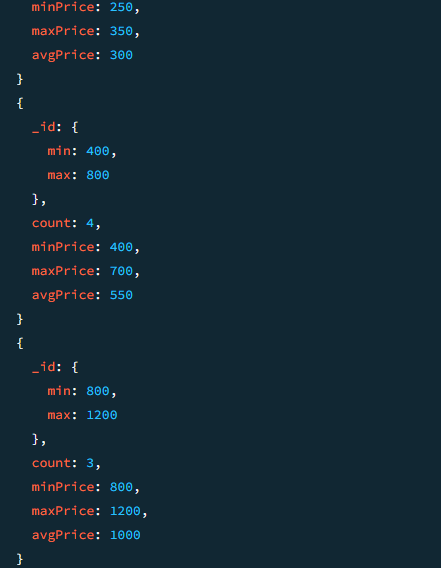 minPrice: 250,
maxPrice: 350,
avgPrice: 300
}
{
_id: {
min: 400,
max: 800
},
count: 4,
minPrice: 400,
maxPrice: 700,
avgPrice: 550
}
{
_id: {
min: 800,
max: 1200
},
count: 3,
minPrice: 800,
maxPrice: 1200,
avgPrice: 1000
}